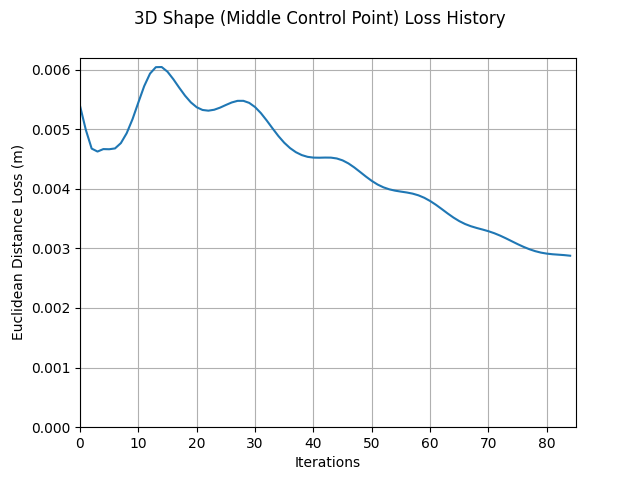 3D Shape (Middle Control Point) Loss History
Euclidean Distance Loss (m)
0.006
0.005
0.004
0.003
0.002
0.001
0.000
0 10 20 30 40 50 60 70 80
Iterations